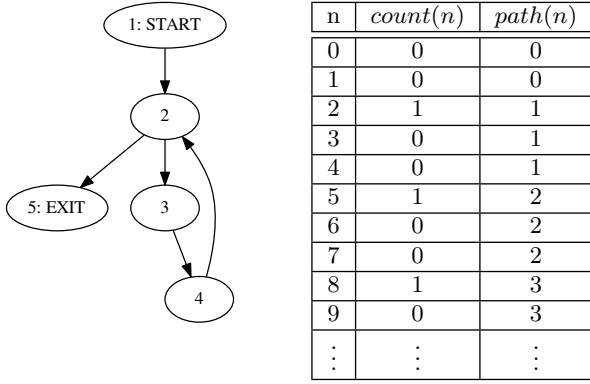 1: START
2
5: EXIT
3
4
n count(n) path(n)
0 0 0
1 0 0
2 1 1
3 0 1
4 0 1
5 1 2
6 0 2
7 0 2
8 1 3
9 0 3
⋮ ⋮ ⋮